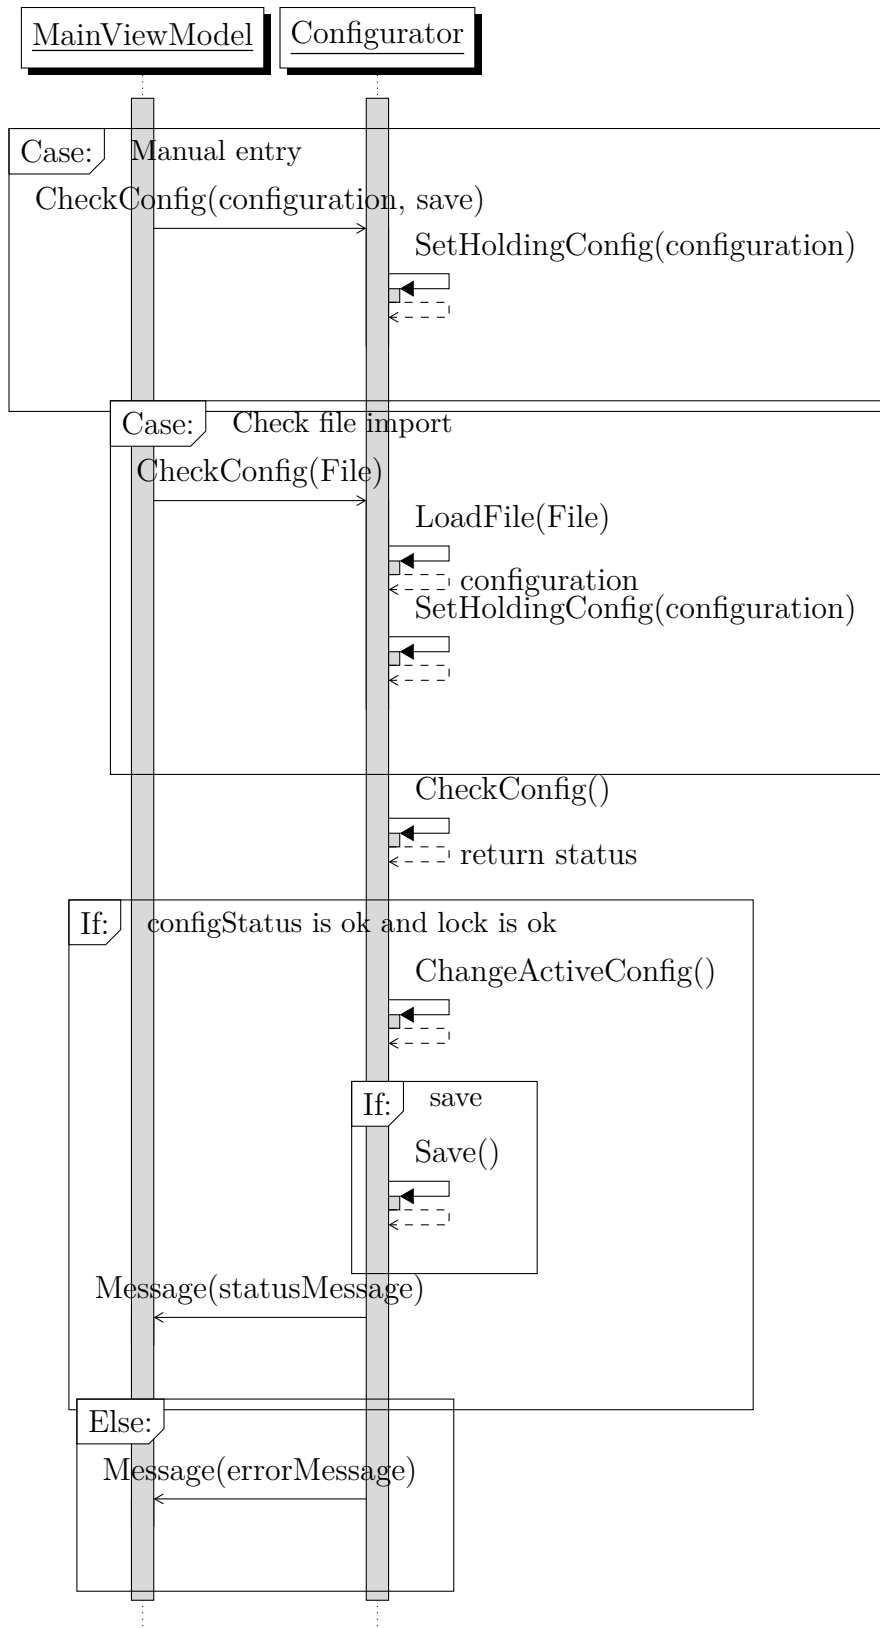 MainViewModel
Configurator
Case: Manual entry
CheckConfig(configuration, save)
SetHoldingConfig(configuration)
Case: Check file import
CheckConfig(File)
LoadFile(File)
configuration
SetHoldingConfig(configuration)
CheckConfig()
return status
If: configStatus is ok and lock is ok
ChangeActiveConfig()
If: save
Save()
Message(statusMessage)
Else:
Message(errorMessage)